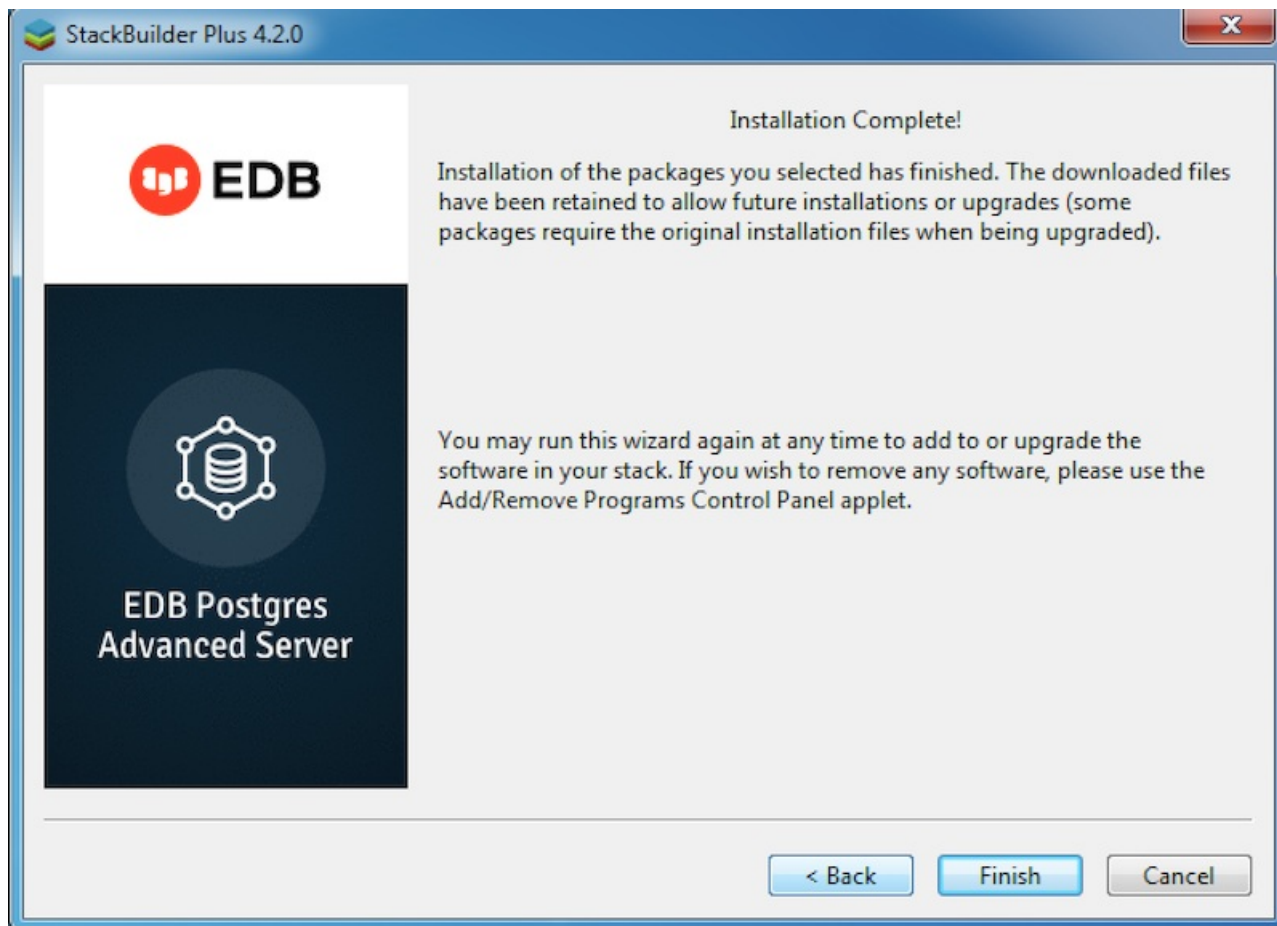 StackBuilder Plus 4.2.0
EDB
EDB Postgres
Advanced Server
Installation Complete!
Installation of the packages you selected has finished. The downloaded files
have been retained to allow future installations or upgrades (some
packages require the original installation files when being upgraded).
You may run this wizard again at any time to add to or upgrade the
software in your stack. If you wish to remove any software, please use the
Add/Remove Programs Control Panel applet.
< Back
Finish
Cancel